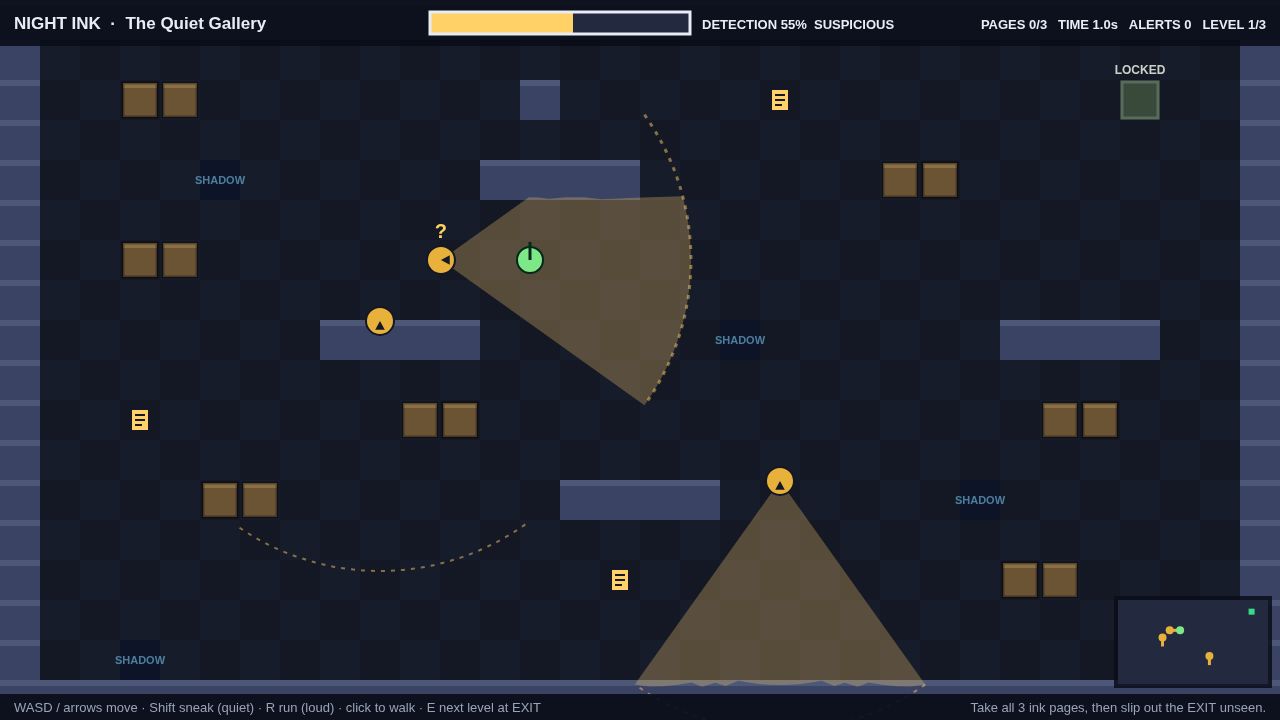 NIGHT INK · The Quiet Gallery
DETECTION 55% SUSPICIOUS
PAGES 0/3 TIME 1.0s ALERTS 0 LEVEL 1/3
LOCKED
SHADOW
?
SHADOW
SHADOW
SHADOW
WASD / arrows move · Shift sneak (quiet) · R run (loud) · click to walk · E next level at EXIT
Take all 3 ink pages, then slip out the EXIT unseen.